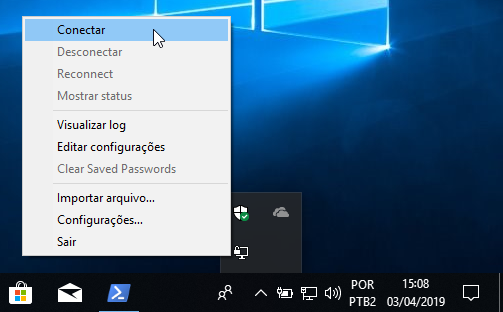 Conectar
Desconectar
Reconnect
Mostrar status
Visualizar log
Editar configurações
Clear Saved Passwords
Importar arquivo...
Configurações...
Sair
POR
PTB2
15:08
03/04/2019